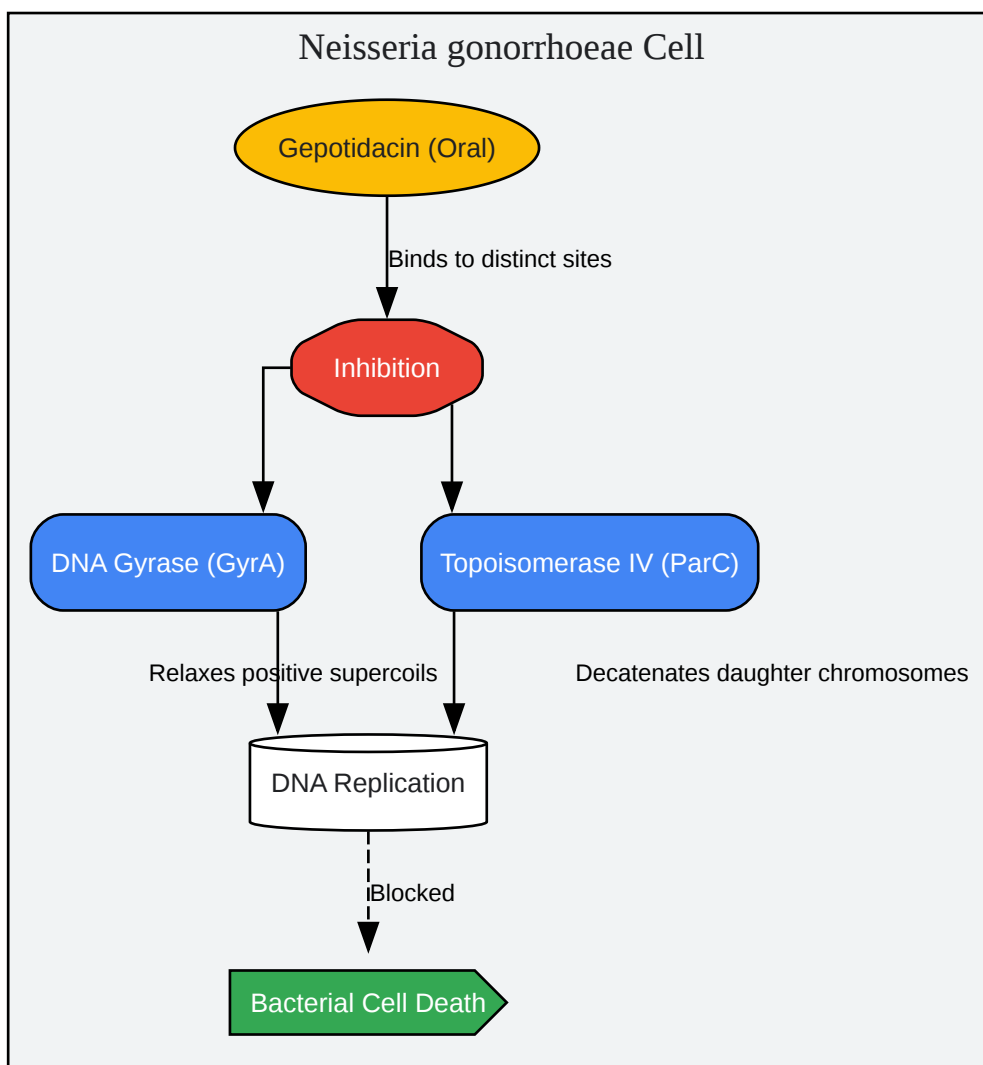 Neisseria gonorrhoeae Cell
Gepotidacin (Oral)
Binds to distinct sites
Inhibition
DNA Gyrase (GyrA)
Topoisomerase IV (ParC)
Relaxes positive supercoils
Decatenates daughter chromosomes
DNA Replication
Blocked
Bacterial Cell Death